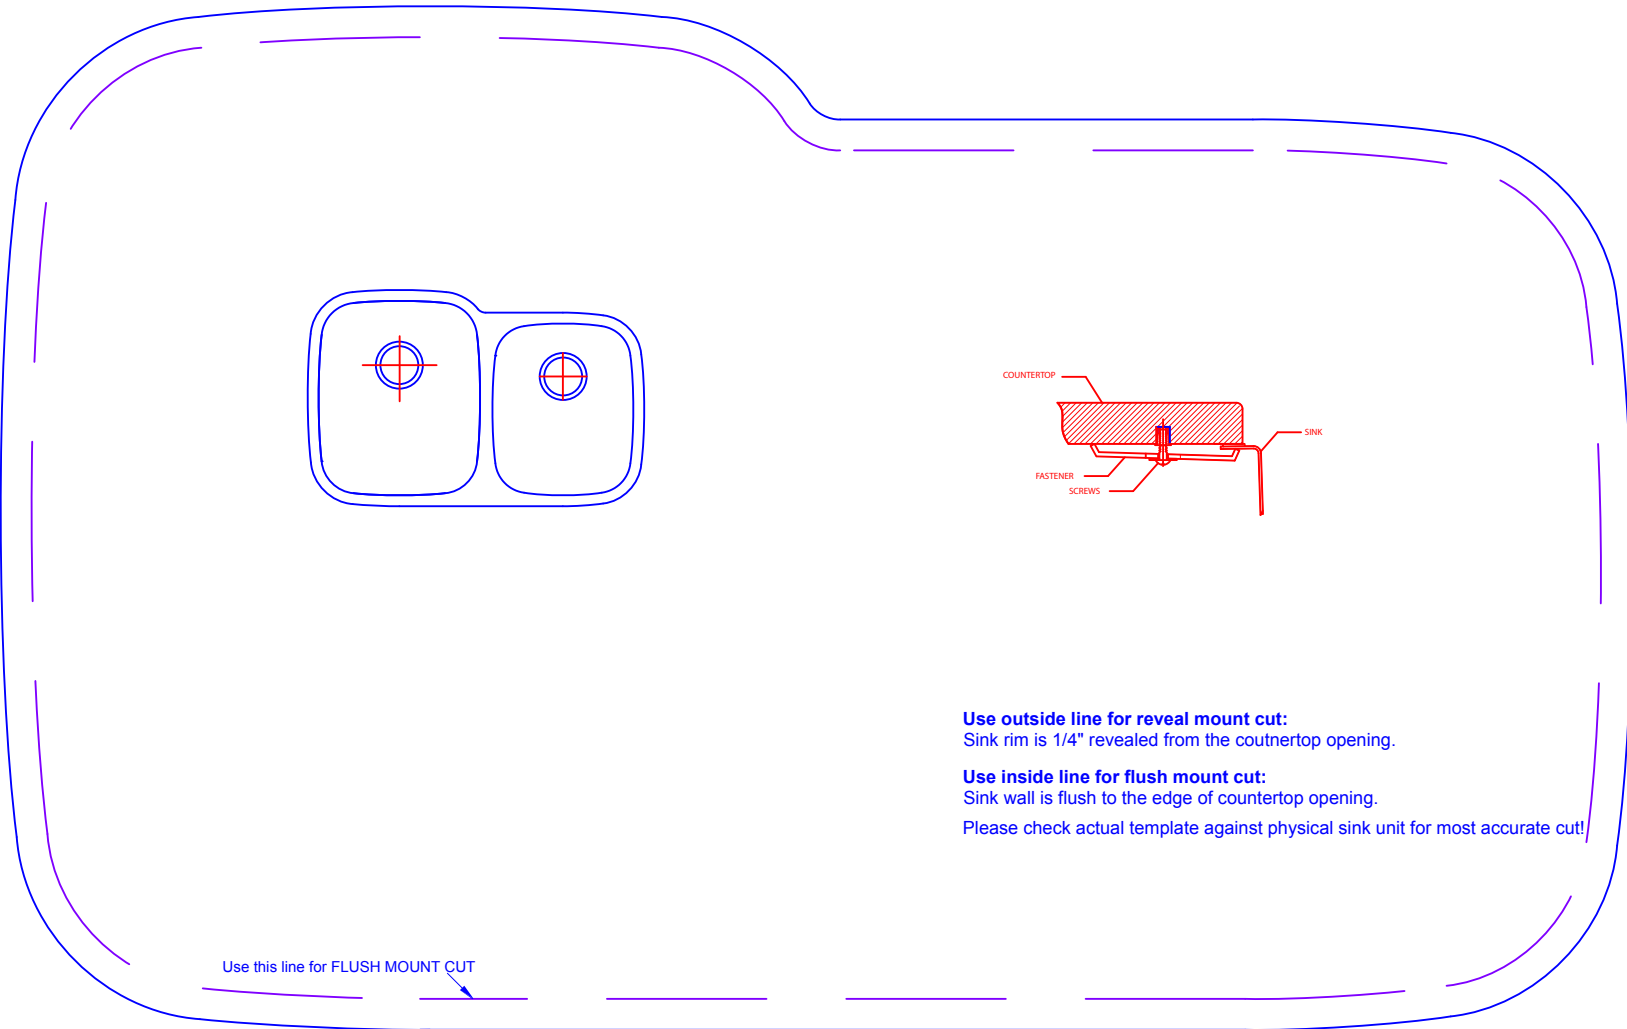 COUNTERTOP
SINK
FASTENER
SCREWS
Use outside line for reveal mount cut:
Sink rim is 1/4" revealed from the coutnertop opening.
Use inside line for flush mount cut:
Sink wall is flush to the edge of countertop opening.
Please check actual template against physical sink unit for most accurate cut!
Use this line for FLUSH MOUNT CUT